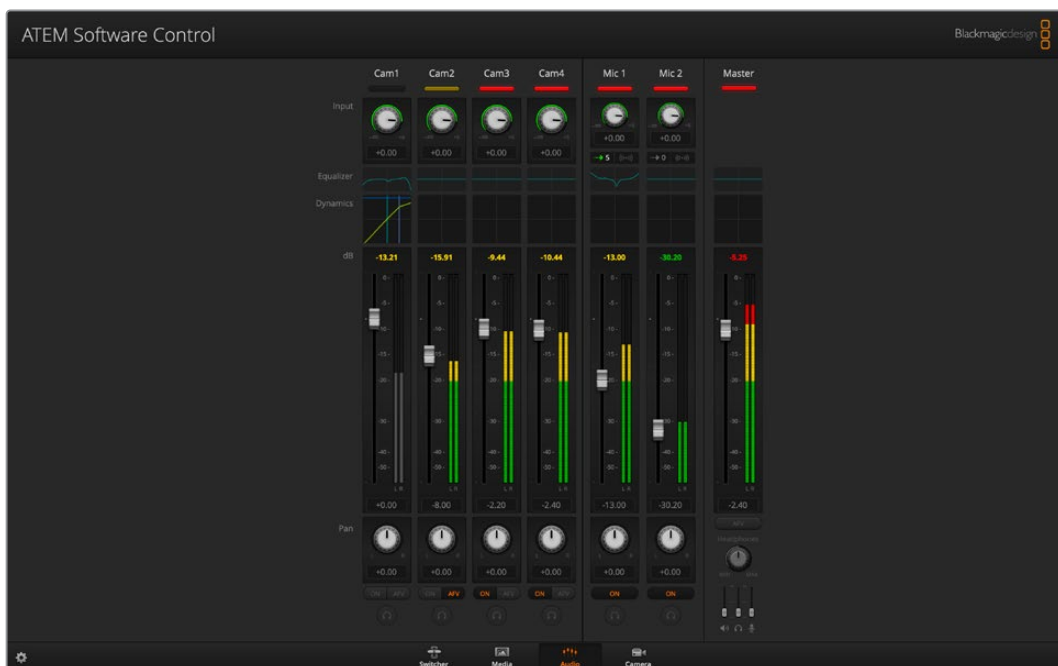 ATEM Software Control
Blackmagicdesign
Cam1 Cam2 Cam3 Cam4 Mic 1 Mic 2 Master
Input
+0.00 +0.00 +0.00 +0.00 +0.00 +0.00
5 0
Equalizer
Dynamics
dB -13.21 -15.91 -9.44 -10.44 -13.00 -30.20 -5.25
L R L R L R L R L R L R L R
+0.00 -8.00 -2.20 -2.40 -13.00 -30.20 -2.40
Pan
AFV
Headphones
+0.00 +0.00 +0.00 +0.00 +0.00 +0.00
ON AFV ON AFV ON AFV ON AFV ON ON
Switcher Media Audio Camera